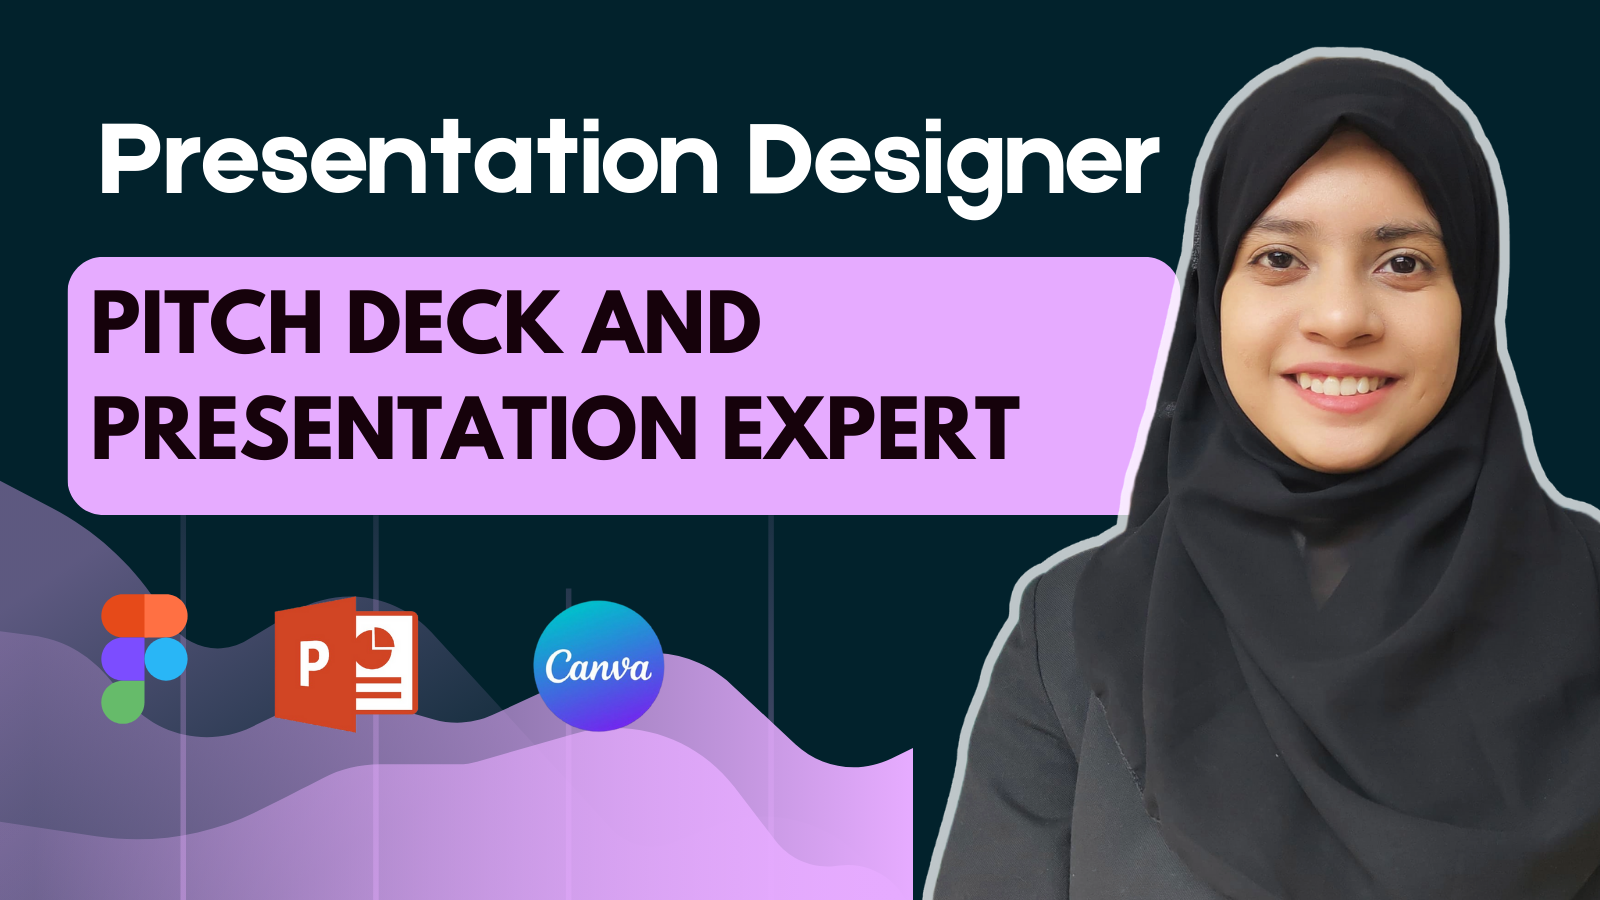 Presentation Designer
PITCH DECK AND
PRESENTATION EXPERT
P
Canva